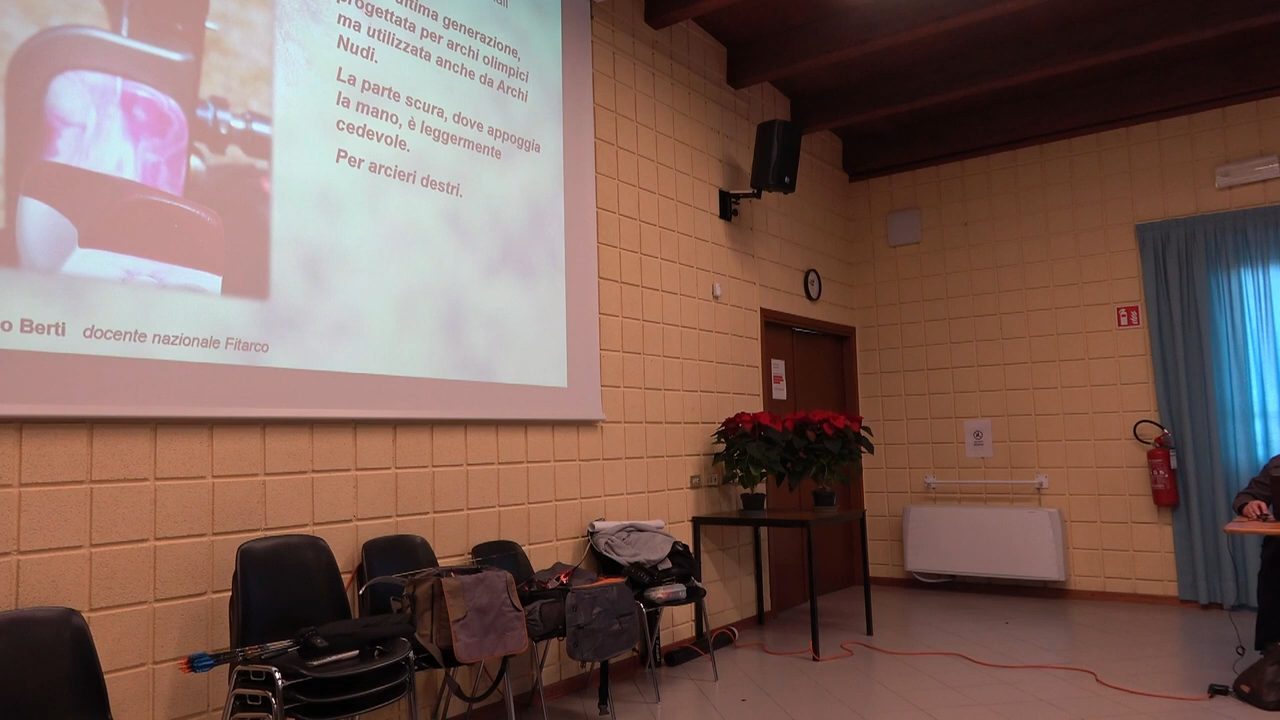 ultima generazione,
progettata per archi olimpici
ma utilizzata anche da Archi
Nudi.
La parte scura, dove appoggia
la mano, è leggermente
cedevole.
Per arcieri destri.
o Berti docente nazionale Fitarco